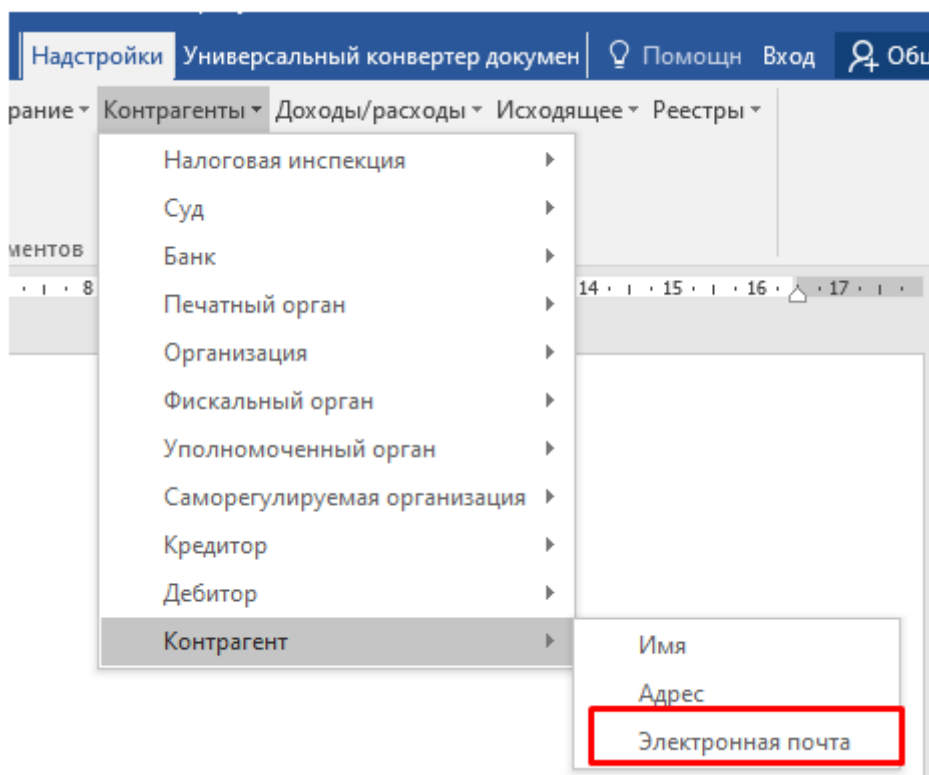 Надстройки Универсальный конвертер докумен Помощн Вход Общ
рание Контрагенты Доходы/расходы Исходящее Реестры
Налоговая инспекция
Суд
ментов
Банк
8 14 15 16 17
Печатный орган
Организация
Фискальный орган
Уполномоченный орган
Саморегулируемая организация
Кредитор
Дебитор
Контрагент
Имя
Адрес
Электронная почта